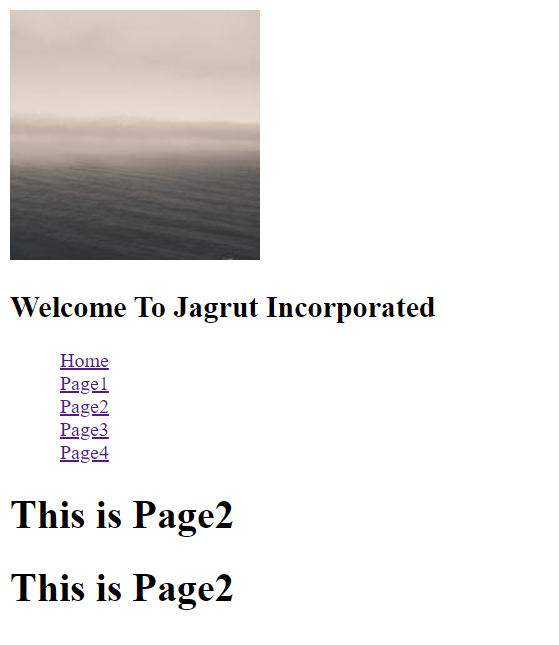 Welcome To Jagrut Incorporated
Home
Page1
Page2
Page3
Page4
This is Page2
This is Page2